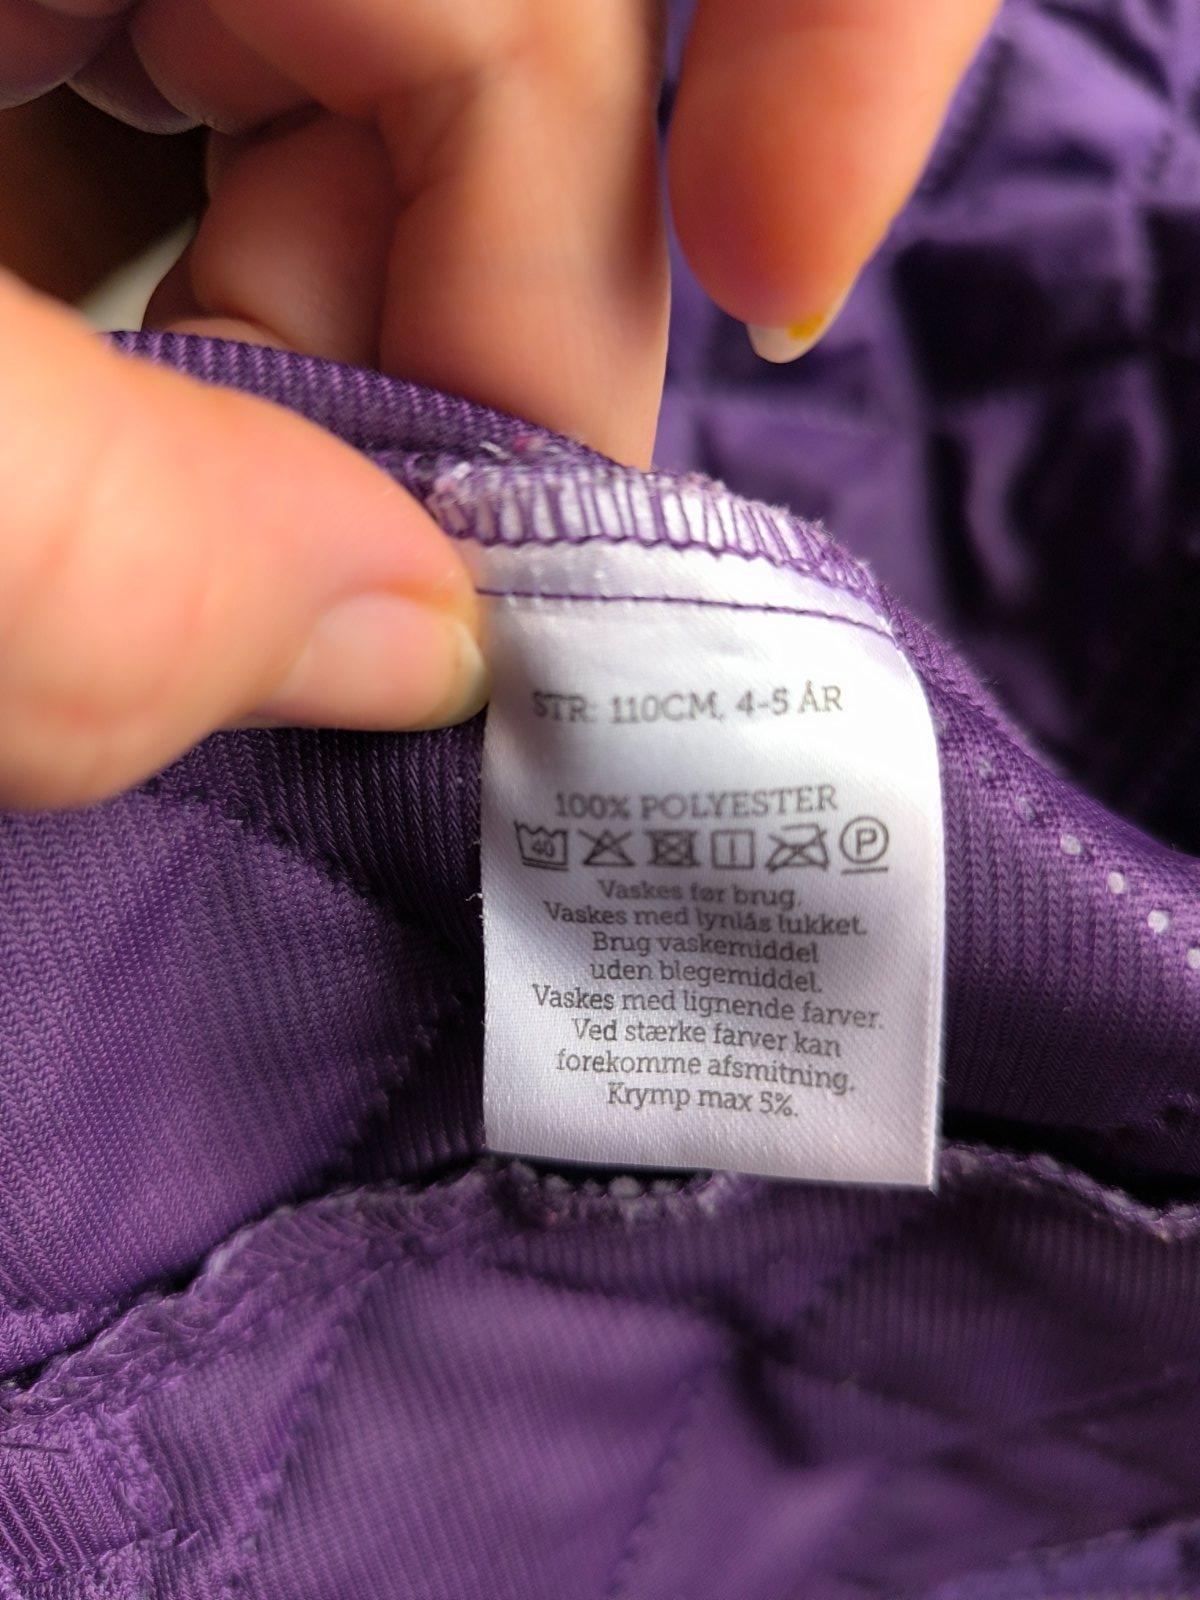 STR: 110CM, 4-5 ÅR
100% POLYESTER
40 P
Vaskes før brug.
Vaskes med lynlås lukket.
Brug vaskemiddel
uden blegemiddel.
Vaskes med lignende farver.
Ved stærke farver kan
forekomme afsmitning.
Krymp max 5%.